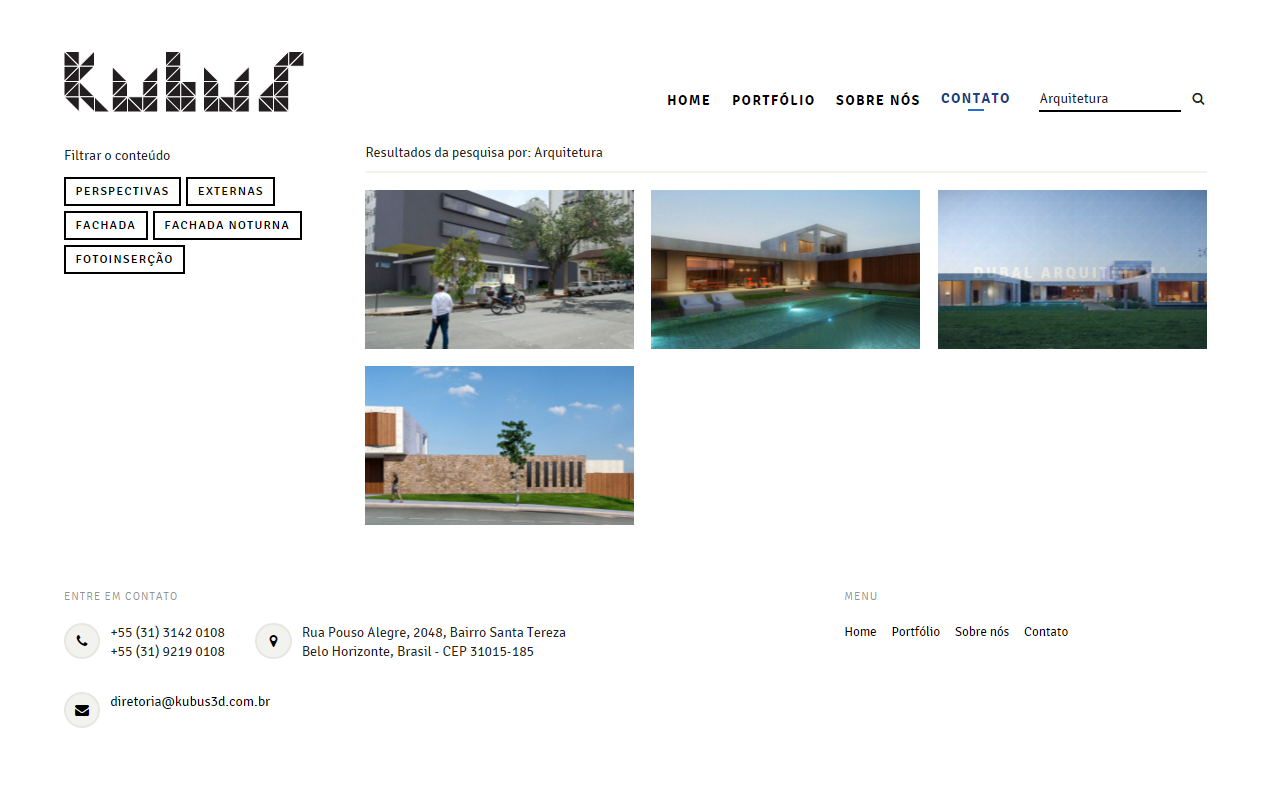 Kubus
HOME PORTFÓLIO SOBRE NÓS CONTATO Arquitetura
Filtrar o conteúdo
PERSPECTIVAS EXTERNAS
FACHADA FACHADA NOTURNA
FOTOINSERÇÃO
Resultados da pesquisa por: Arquitetura
DUBAL ARQUITETURA
ENTRE EM CONTATO
+55 (31) 3142 0108
+55 (31) 9219 0108
Rua Pouso Alegre, 2048, Bairro Santa Tereza
Belo Horizonte, Brasil - CEP 31015-185
diretoria@kubus3d.com.br
MENU
Home Portfólio Sobre nós Contato